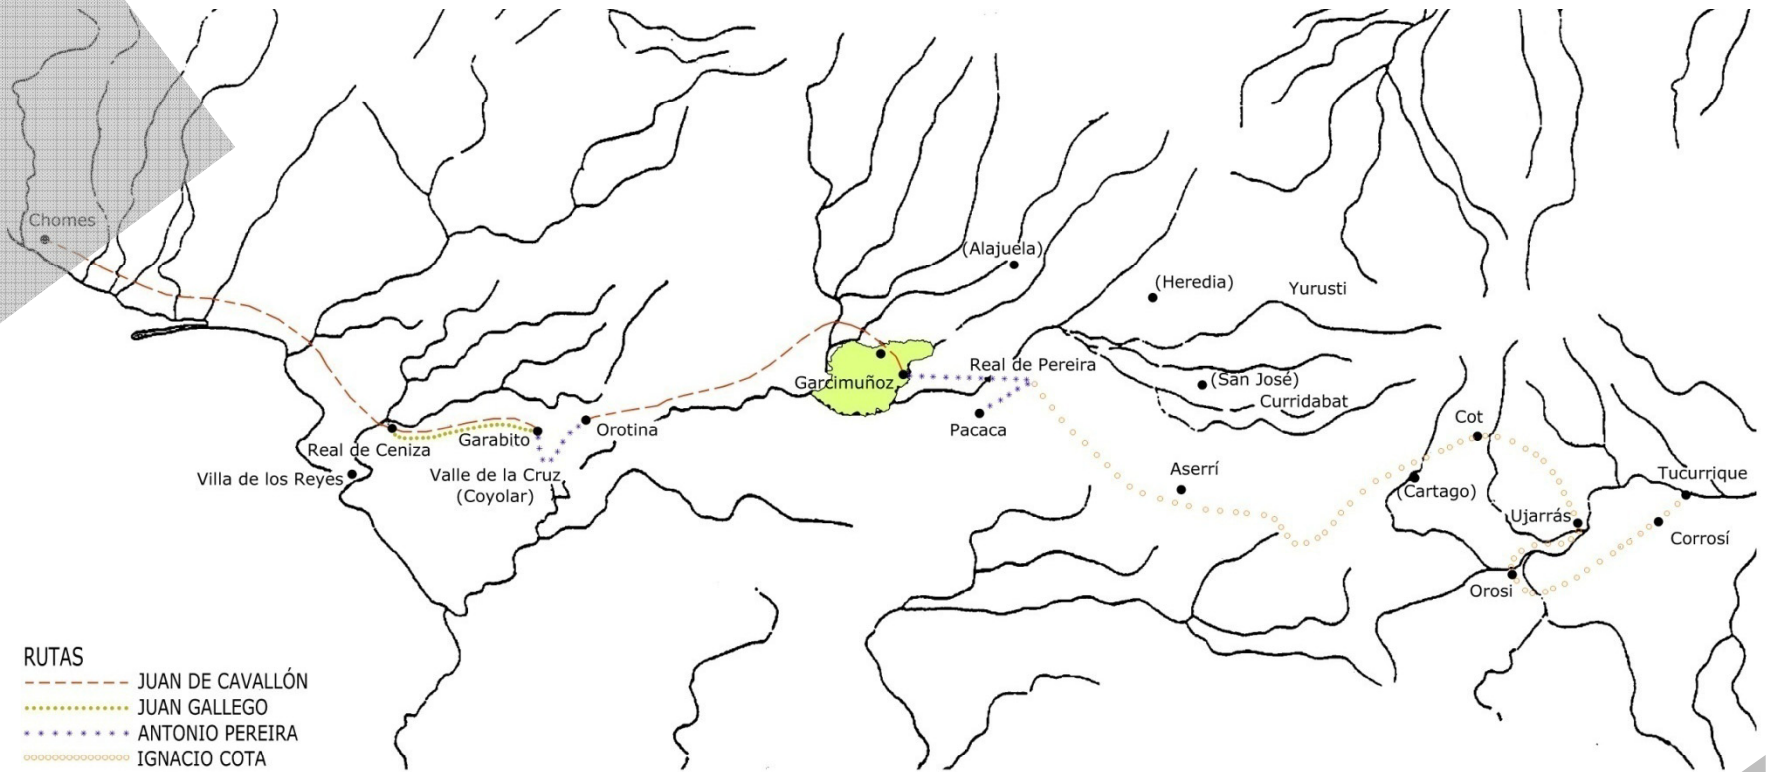 Chomes
(Alajuela)
(Heredia)
Yurusti
Real de Pereira
Garcimuñoz
(San José)
Curridabat
Pacaca
Cot
Orotina
Garabito
Real de Ceniza
Villa de los Reyes
Valle de la Cruz
(Coyolar)
Aserrí
(Cartago)
Tucurrique
Ujarrás
Corrosí
Orosi
RUTAS
JUAN DE CAVALLÓN
JUAN GALLEGO
ANTONIO PEREIRA
IGNACIO COTA